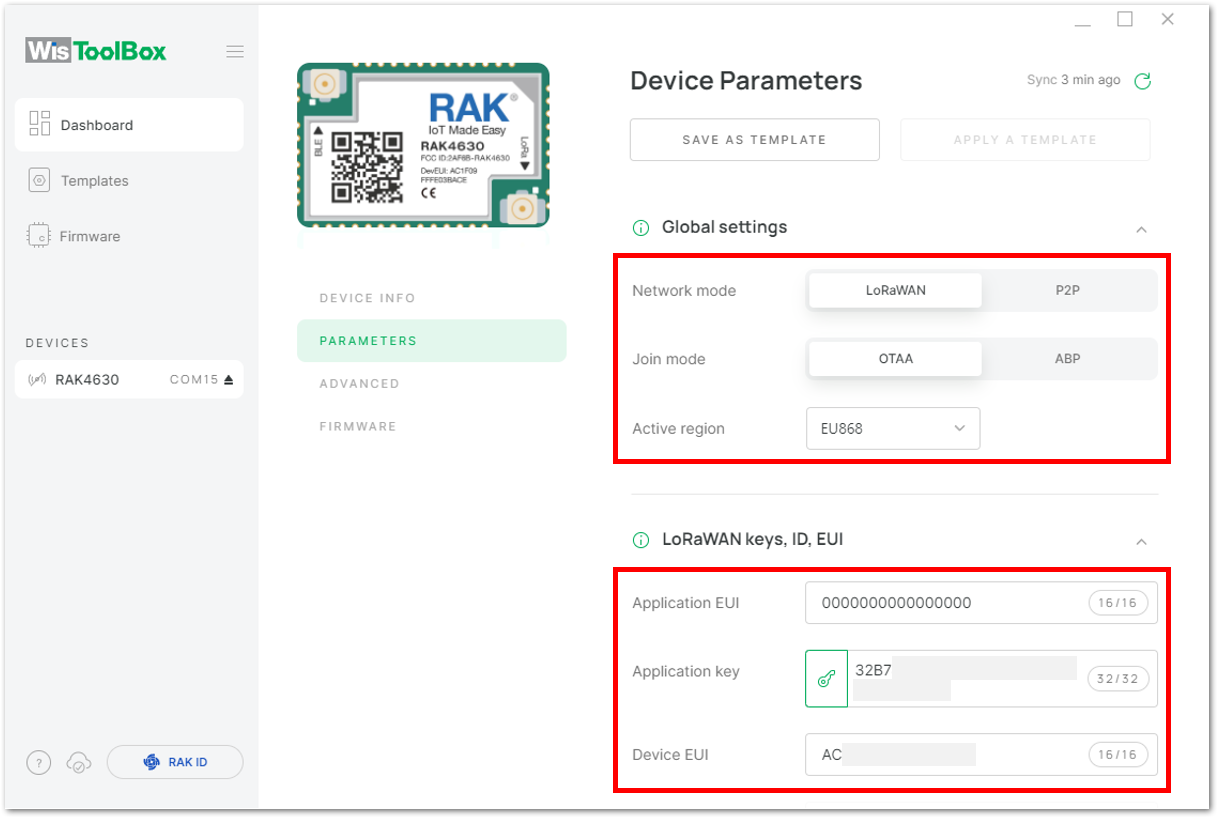 WisToolBox
Dashboard
Templates
Firmware
DEVICES
RAK4630 COM15
?
RAK ID
RAK®
IoT Made Easy
RAK4630
FCC ID:2AF6B-RAK4630
DevEUI: AC1F09
FFFE03BACE
CE
BLE
LoRa
DEVICE INFO
PARAMETERS
ADVANCED
FIRMWARE
Device Parameters
Sync 3 min ago
SAVE AS TEMPLATE
APPLY A TEMPLATE
Global settings
Network mode LoRaWAN P2P
Join mode OTAA ABP
Active region EU868
LoRaWAN keys, ID, EUI
Application EUI 0000000000000000 16/16
Application key 32B7 32/32
Device EUI AC 16/16